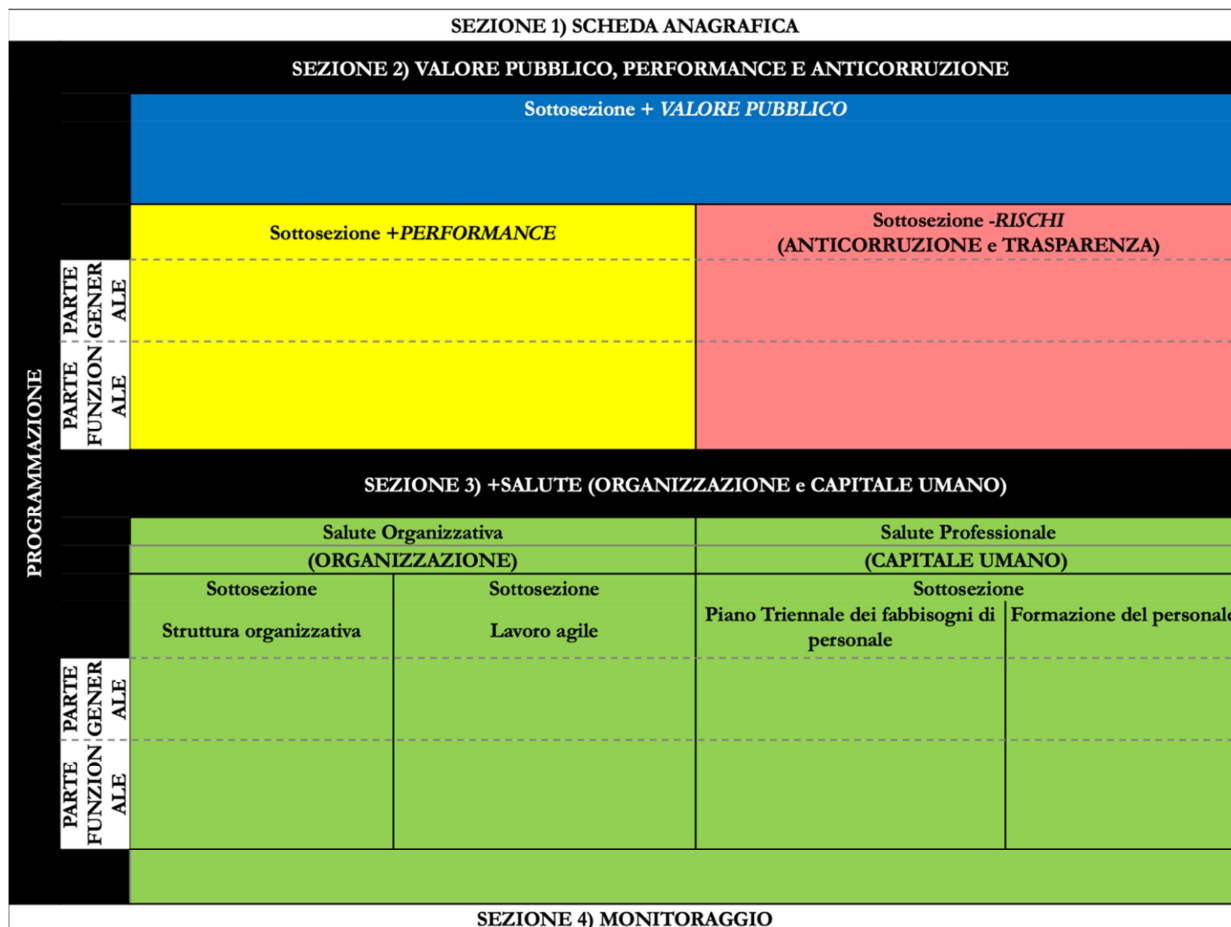 SEZIONE 1) SCHEDA ANAGRAFICA
SEZIONE 2) VALORE PUBBLICO, PERFORMANCE E ANTICORRUZIONE
Sottosezione + VALORE PUBBLICO
Sottosezione +PERFORMANCE
Sottosezione -RISCHI
(ANTICORRUZIONE e TRASPARENZA)
PARTE
GENER
ALE
PARTE
FUNZION
ALE
PROGRAMMAZIONE
SEZIONE 3) +SALUTE (ORGANIZZAZIONE e CAPITALE UMANO)
Salute Organizzativa
Salute Professionale
(ORGANIZZAZIONE)
(CAPITALE UMANO)
Sottosezione
Struttura organizzativa
Sottosezione
Lavoro agile
Sottosezione
Piano Triennale dei fabbisogni di
personale
Formazione del personale
PARTE
GENER
ALE
PARTE
FUNZION
ALE
SEZIONE 4) MONITORAGGIO